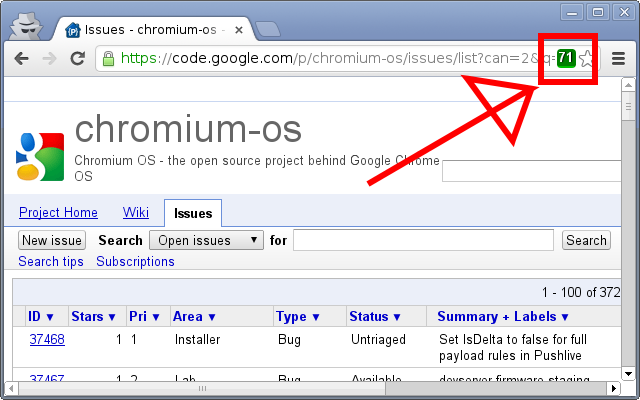 Issues - chromium-os -
https://code.google.com/p/chromium-os/issues/list?can=2&q=
71
chromium-os
Chromium OS - the open source project behind Google Chrome
OS
Project Home Wiki Issues
New issue Search Open issues for Search
Search tips Subscriptions
1 - 100 of 372
ID ▼ Stars ▼ Pri ▼ Area ▼ Type ▼ Status ▼ Summary + Labels ▼
37468 1 1 Installer Bug Untriaged Set IsDelta to false for full
payload rules in Pushlive
37467 1 2 Lab Bug Available devserver firmware staging